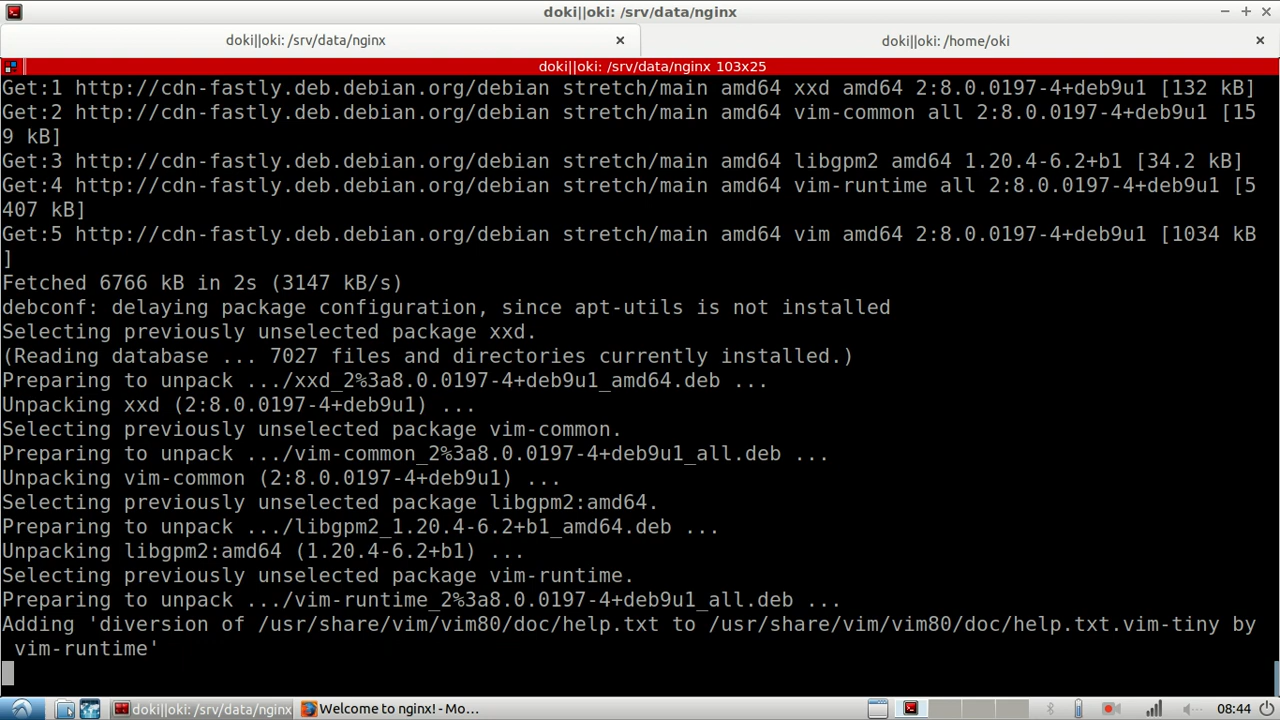 doki||oki: /srv/data/nginx
doki||oki: /srv/data/nginx
doki||oki: /home/oki
doki||oki: /srv/data/nginx 103x25
Get:1 http://cdn-fastly.deb.debian.org/debian stretch/main amd64 xxd amd64 2:8.0.0197-4+deb9u1 [132 kB]
Get:2 http://cdn-fastly.deb.debian.org/debian stretch/main amd64 vim-common all 2:8.0.0197-4+deb9u1 [15
9 kB]
Get:3 http://cdn-fastly.deb.debian.org/debian stretch/main amd64 libgpm2 amd64 1.20.4-6.2+b1 [34.2 kB]
Get:4 http://cdn-fastly.deb.debian.org/debian stretch/main amd64 vim-runtime all 2:8.0.0197-4+deb9u1 [5
407 kB]
Get:5 http://cdn-fastly.deb.debian.org/debian stretch/main amd64 vim amd64 2:8.0.0197-4+deb9u1 [1034 kB
]
Fetched 6766 kB in 2s (3147 kB/s)
debconf: delaying package configuration, since apt-utils is not installed
Selecting previously unselected package xxd.
(Reading database ... 7027 files and directories currently installed.)
Preparing to unpack .../xxd_2%3a8.0.0197-4+deb9u1_amd64.deb ...
Unpacking xxd (2:8.0.0197-4+deb9u1) ...
Selecting previously unselected package vim-common.
Preparing to unpack .../vim-common_2%3a8.0.0197-4+deb9u1_all.deb ...
Unpacking vim-common (2:8.0.0197-4+deb9u1) ...
Selecting previously unselected package libgpm2:amd64.
Preparing to unpack .../libgpm2_1.20.4-6.2+b1_amd64.deb ...
Unpacking libgpm2:amd64 (1.20.4-6.2+b1) ...
Selecting previously unselected package vim-runtime.
Preparing to unpack .../vim-runtime_2%3a8.0.0197-4+deb9u1_all.deb ...
Adding 'diversion of /usr/share/vim/vim80/doc/help.txt to /usr/share/vim/vim80/doc/help.txt.vim-tiny by
 vim-runtime'
doki||oki: /srv/data/nginx
Welcome to nginx! - Mo...
08:44